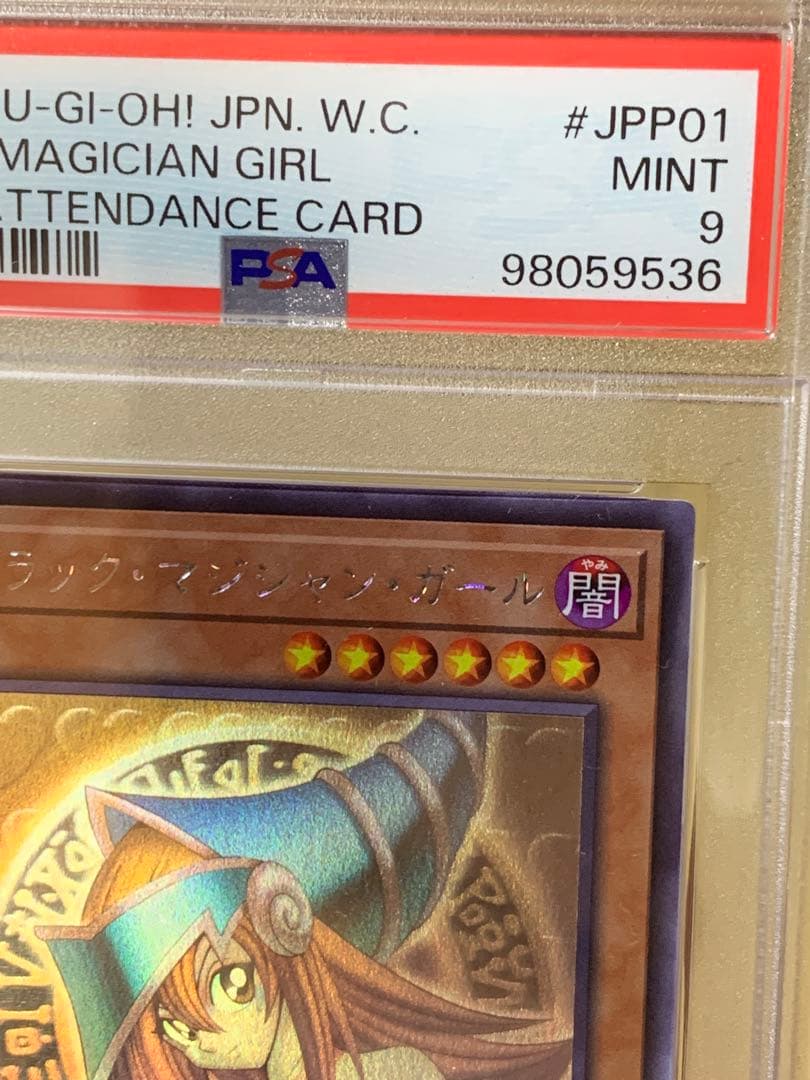 U-GI-OH! JPN. W.C. #JPP01
MAGICIAN GIRL MINT
ATTENDANCE CARD 9
PSA 98059536
ラック・マジシャン・ガール
やみ
闇